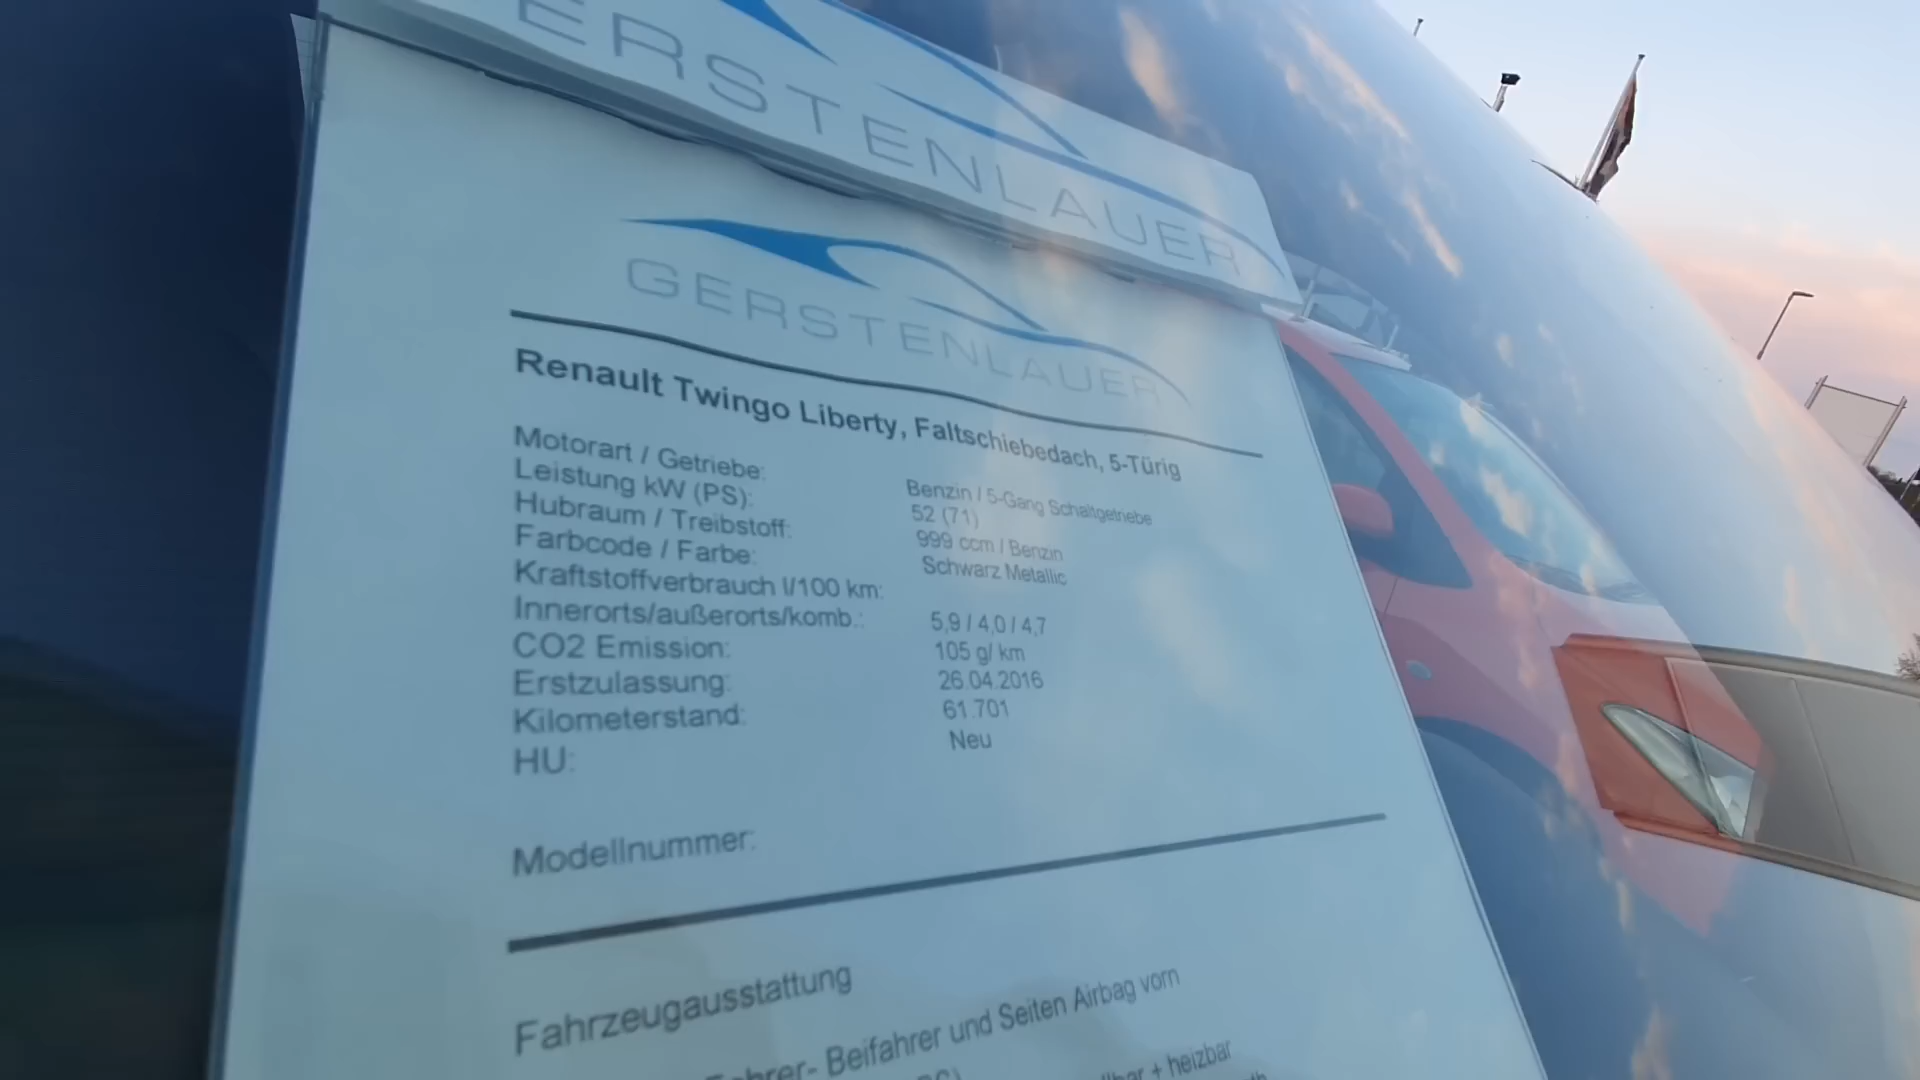 ERSTENLAUER
GERSTENLAUER
Renault Twingo Liberty, Faltschiebedach, 5-Türig
Motorart / Getriebe: Benzin / 5-Gang Schaltgetriebe
Leistung kW (PS): 52 (71)
Hubraum / Treibstoff: 999 ccm / Benzin
Farbcode / Farbe: Schwarz Metallic
Kraftstoffverbrauch l/100 km:
Innerorts/außerorts/komb.: 5,9 / 4,0 / 4,7
CO2 Emission: 105 g/ km
Erstzulassung: 26.04.2016
Kilometerstand: 61.701
HU: Neu
Modellnummer:
Fahrzeugausstattung
Fahrer- Beifahrer und Seiten Airbag vorn
+ heizbar